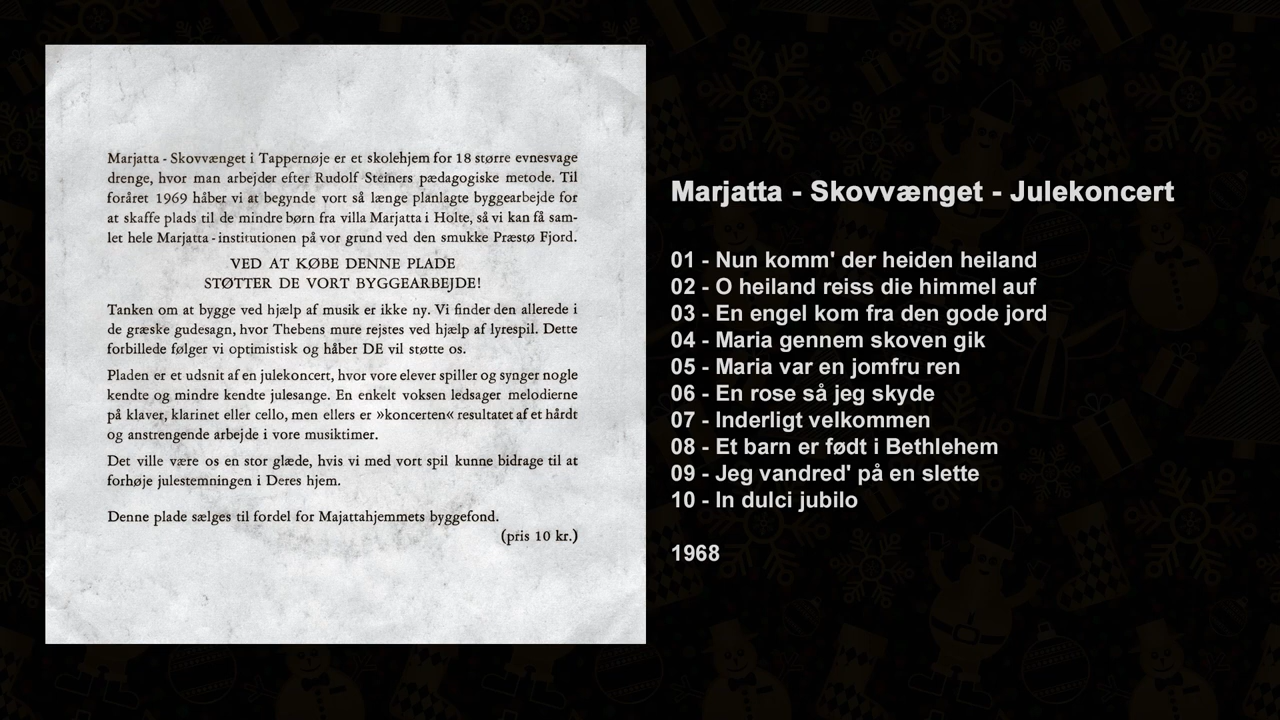 Marjatta - Skovvænget i Tappernøje er et skolehjem for 18 større evnesvage
drenge, hvor man arbejder efter Rudolf Steiners pædagogiske metode. Til
foråret 1969 håber vi at begynde vort så længe planlagte byggearbejde for
at skaffe plads til de mindre børn fra villa Marjatta i Holte, så vi kan få sam-
let hele Marjatta - institutionen på vor grund ved den smukke Præstø Fjord.
VED AT KØBE DENNE PLADE
STØTTER DE VORT BYGGEARBEJDE!
Tanken om at bygge ved hjælp af musik er ikke ny. Vi finder den allerede i
de græske gudesagn, hvor Thebens mure rejstes ved hjælp af lyrespil. Dette
forbillede følger vi optimistisk og håber DE vil støtte os.
Pladen er et udsnit af en julekoncert, hvor vore elever spiller og synger nogle
kendte og mindre kendte julesange. En enkelt voksen ledsager melodierne
på klaver, klarinet eller cello, men ellers er »koncerten« resultatet af et hårdt
og anstrengende arbejde i vore musiktimer.
Det ville være os en stor glæde, hvis vi med vort spil kunne bidrage til at
forhøje julestemningen i Deres hjem.
Denne plade sælges til fordel for Majattahjemmets byggefond.
(pris 10 kr.)
Marjatta - Skovvænget - Julekoncert
01 - Nun komm' der heiden heiland
02 - O heiland reiss die himmel auf
03 - En engel kom fra den gode jord
04 - Maria gennem skoven gik
05 - Maria var en jomfru ren
06 - En rose så jeg skyde
07 - Inderligt velkommen
08 - Et barn er født i Bethlehem
09 - Jeg vandred' på en slette
10 - In dulci jubilo
1968